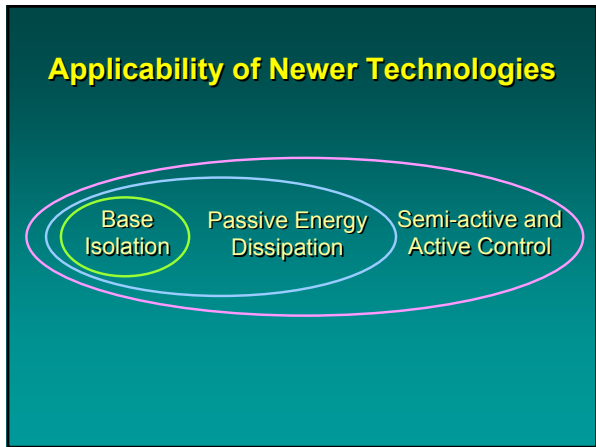 Applicability of Newer Technologies
Base
Isolation
Passive Energy
Dissipation
Semi-active and
Active Control